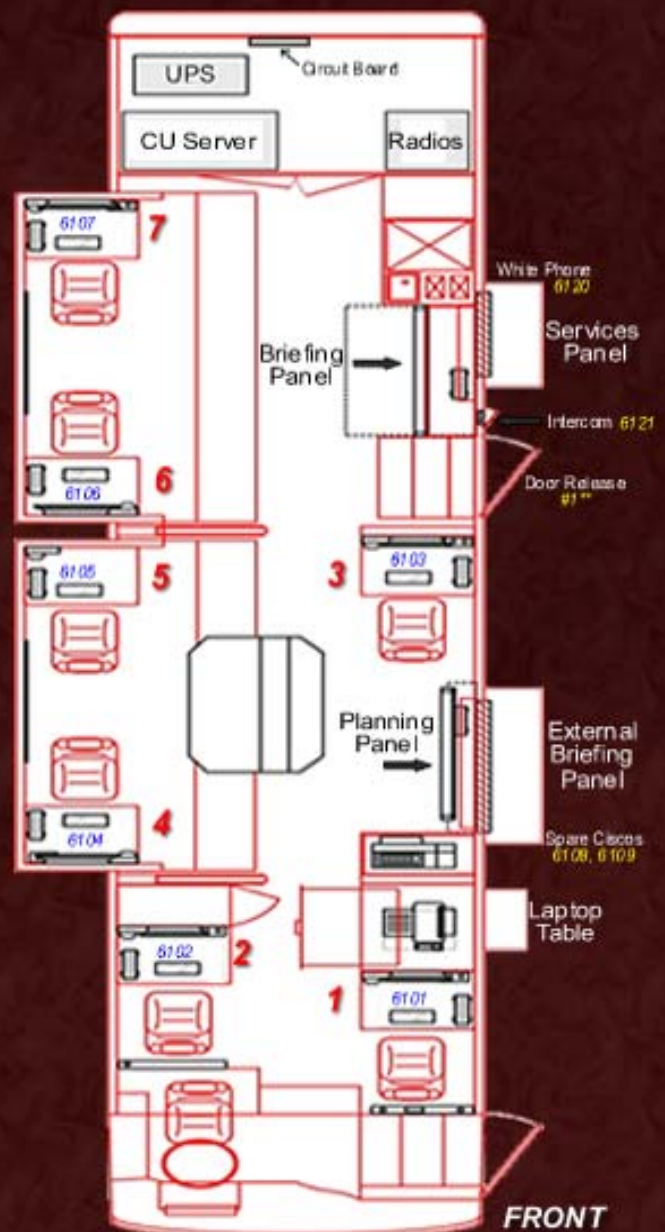 Circuit Board
UPS
CU Server
Radios
6107
7
White Phone
6120
Services
Panel
Briefing
Panel
Intercom 6121
Door Release
#1**
6
6106
6105
5
3
6103
Planning
Panel
External
Briefing
Panel
4
6104
Spare Ciscos
6108, 6109
Laptop
Table
6102
2
1
6101
FRONT